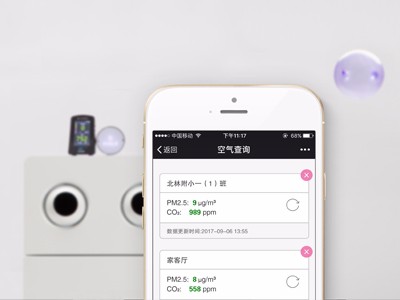 中国移动 下午11:17 68%
返回 空气查询
北林附小一（1）班
PM2.5: 9 μg/m³
CO₂: 989 ppm
数据更新时间:2017-09-06 13:55
家客厅
PM2.5: 8 μg/m³
CO₂: 558 ppm